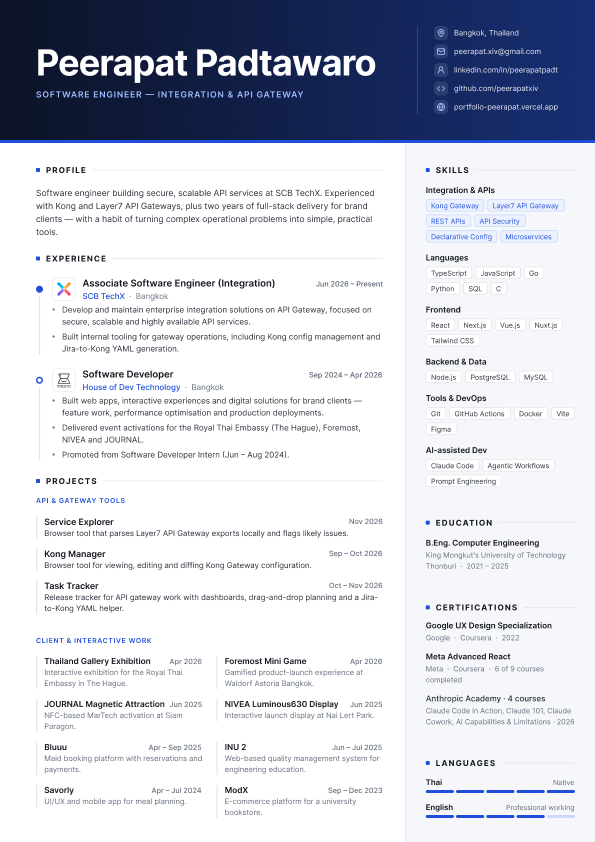 Peerapat Padtawaro
SOFTWARE ENGINEER — INTEGRATION & API GATEWAY
Bangkok, Thailand
peerapat.xiv@gmail.com
linkedin.com/in/peerapatpadt
github.com/peerapatxiv
portfolio-peerapat.vercel.app
PROFILE
Software engineer building secure, scalable API services at SCB TechX. Experienced
with Kong and Layer7 API Gateways, plus two years of full-stack delivery for brand
clients — with a habit of turning complex operational problems into simple, practical
tools.
EXPERIENCE
Associate Software Engineer (Integration) Jun 2026 – Present
SCB TechX · Bangkok
• Develop and maintain enterprise integration solutions on API Gateway, focused on
secure, scalable and highly available API services.
• Built internal tooling for gateway operations, including Kong config management and
Jira-to-Kong YAML generation.
Software Developer Sep 2024 – Apr 2026
House of Dev Technology · Bangkok
• Built web apps, interactive experiences and digital solutions for brand clients —
feature work, performance optimisation and production deployments.
• Delivered event activations for the Royal Thai Embassy (The Hague), Foremost,
NIVEA and JOURNAL.
• Promoted from Software Developer Intern (Jun – Aug 2024).
PROJECTS
API & GATEWAY TOOLS
Service Explorer Nov 2026
Browser tool that parses Layer7 API Gateway exports locally and flags likely issues.
Kong Manager Sep – Oct 2026
Browser tool for viewing, editing and diffing Kong Gateway configuration.
Task Tracker Oct – Nov 2026
Release tracker for API gateway work with dashboards, drag-and-drop planning and a Jira-
to-Kong YAML helper.
CLIENT & INTERACTIVE WORK
Thailand Gallery Exhibition Apr 2026
Interactive exhibition for the Royal Thai
Embassy in The Hague.
Foremost Mini Game Apr 2026
Gamified product-launch experience at
Waldorf Astoria Bangkok.
JOURNAL Magnetic Attraction Jun 2025
NFC-based MarTech activation at Siam
Paragon.
NIVEA Luminous630 Display Jun 2025
Interactive launch display at Nai Lert Park.
Bluuu Apr – Sep 2025
Maid booking platform with reservations and
payments.
INU 2 Jun – Jul 2025
Web-based quality management system for
engineering education.
Savorly Apr – Jul 2024
UI/UX and mobile app for meal planning.
ModX Sep – Dec 2023
E-commerce platform for a university
bookstore.
SKILLS
Integration & APIs
Kong Gateway Layer7 API Gateway
REST APIs API Security
Declarative Config Microservices
Languages
TypeScript JavaScript Go
Python SQL C
Frontend
React Next.js Vue.js Nuxt.js
Tailwind CSS
Backend & Data
Node.js PostgreSQL MySQL
Tools & DevOps
Git GitHub Actions Docker Vite
Figma
AI-assisted Dev
Claude Code Agentic Workflows
Prompt Engineering
EDUCATION
B.Eng. Computer Engineering
King Mongkut's University of Technology
Thonburi · 2021 – 2025
CERTIFICATIONS
Google UX Design Specialization
Google · Coursera · 2022
Meta Advanced React
Meta · Coursera · 6 of 9 courses
completed
Anthropic Academy · 4 courses
Claude Code in Action, Claude 101, Claude
Cowork, AI Capabilities & Limitations · 2026
LANGUAGES
Thai Native
English Professional working